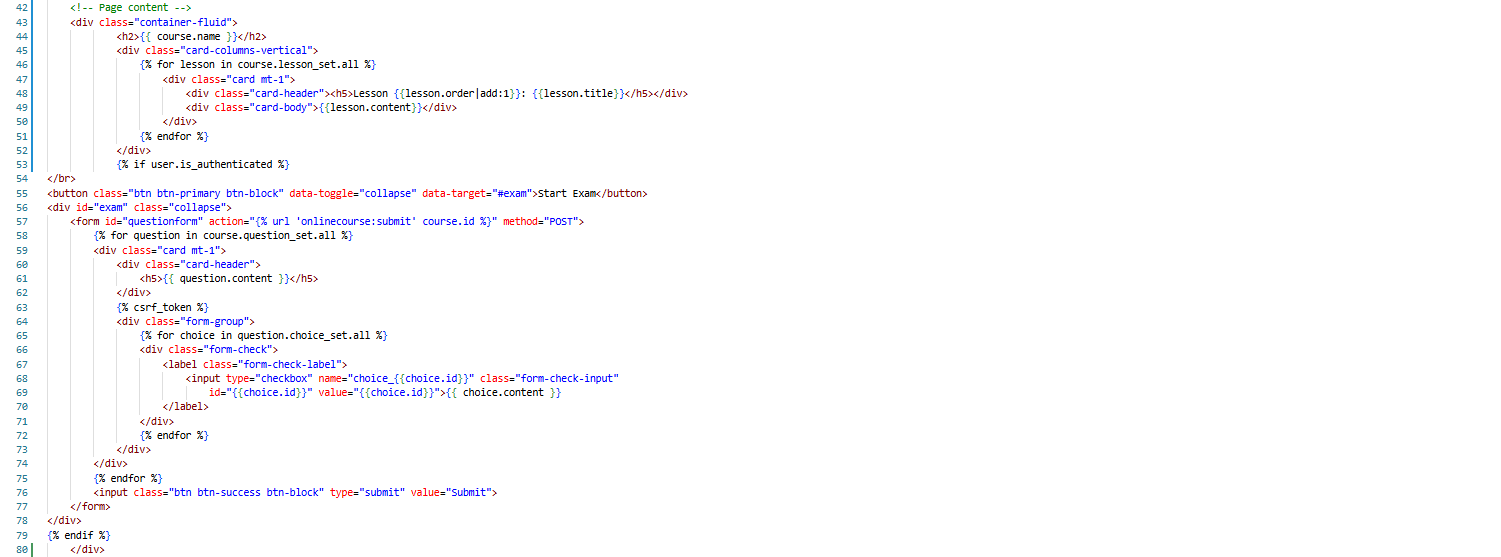 42 <!-- Page content -->
43 <div class="container-fluid">
44 <h2>{{ course.name }}</h2>
45 <div class="card-columns-vertical">
46 {% for lesson in course.lesson_set.all %}
47 <div class="card mt-1">
48 <div class="card-header"><h5>Lesson {{lesson.order|add:1}}: {{lesson.title}}</h5></div>
49 <div class="card-body">{{lesson.content}}</div>
50 </div>
51 {% endfor %}
52 </div>
53 {% if user.is_authenticated %}
54 </br>
55 <button class="btn btn-primary btn-block" data-toggle="collapse" data-target="#exam">Start Exam</button>
56 <div id="exam" class="collapse">
57 <form id="questionform" action="{% url 'onlinecourse:submit' course.id %}" method="POST">
58 {% for question in course.question_set.all %}
59 <div class="card mt-1">
60 <div class="card-header">
61 <h5>{{ question.content }}</h5>
62 </div>
63 {% csrf_token %}
64 <div class="form-group">
65 {% for choice in question.choice_set.all %}
66 <div class="form-check">
67 <label class="form-check-label">
68 <input type="checkbox" name="choice_{{choice.id}}" class="form-check-input"
69 id="{{choice.id}}" value="{{choice.id}}">{{ choice.content }}
70 </label>
71 </div>
72 {% endfor %}
73 </div>
74 </div>
75 {% endfor %}
76 <input class="btn btn-success btn-block" type="submit" value="Submit">
77 </form>
78 </div>
79 {% endif %}
80 </div>